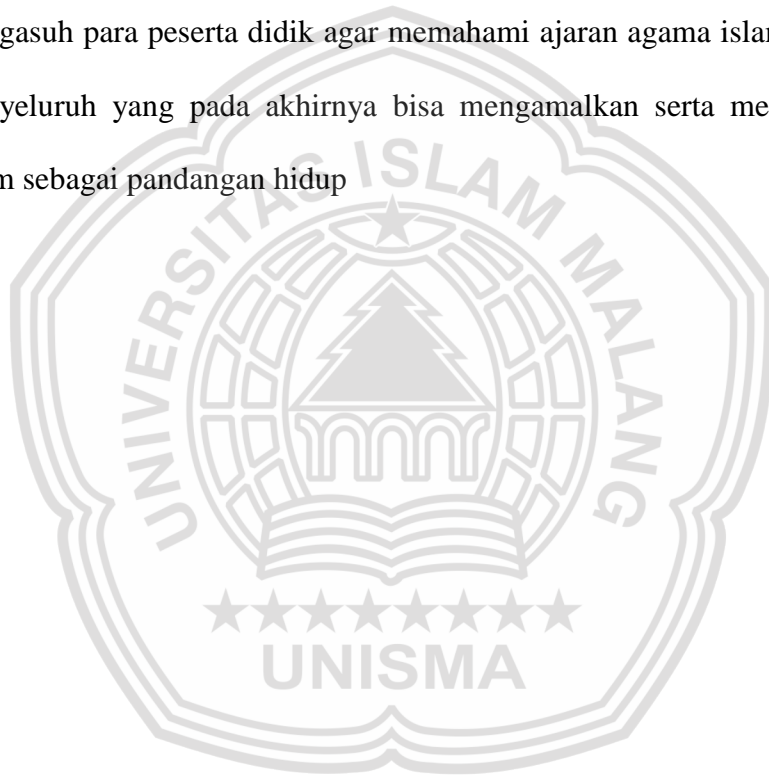 gasuh para peserta didik agar memahami ajaran agama islam
yeluruh yang pada akhirnya bisa mengamalkan serta me
m sebagai pandangan hidup
UNIVERSITAS ISLAM MALANG
UNISMA